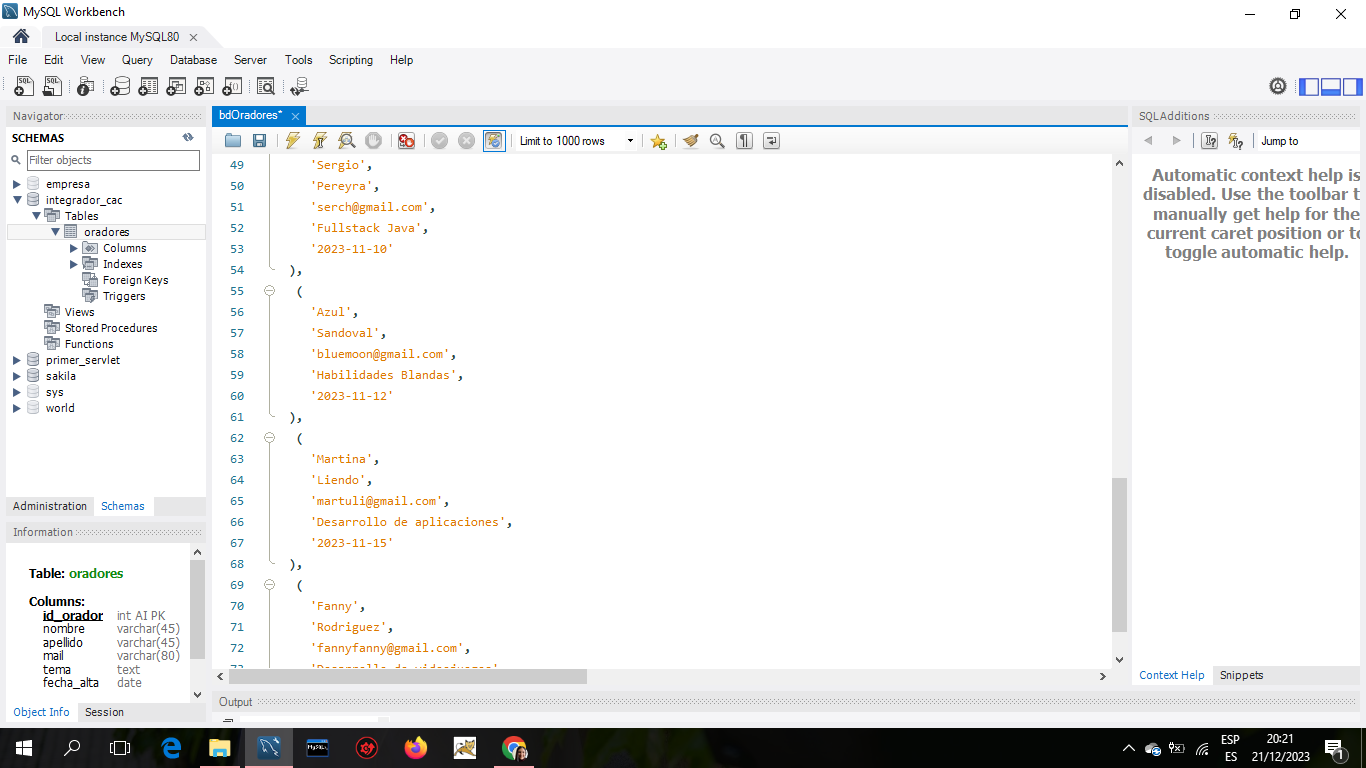 MySQL Workbench
Local instance MySQL80
File Edit View Query Database Server Tools Scripting Help
Navigator
SCHEMAS
Filter objects
empresa
integrador_cac
Tables
oradores
Columns
Indexes
Foreign Keys
Triggers
Views
Stored Procedures
Functions
primer_servlet
sakila
sys
world
Administration Schemas
Information
Table: oradores
Columns:
id_orador int AI PK
nombre varchar(45)
apellido varchar(45)
mail varchar(80)
tema text
fecha_alta date
Object Info Session
bdOradores*
Limit to 1000 rows
49 'Sergio',
50 'Pereyra',
51 'serch@gmail.com',
52 'Fullstack Java',
53 '2023-11-10'
54 ),
55 (
56 'Azul',
57 'Sandoval',
58 'bluemoon@gmail.com',
59 'Habilidades Blandas',
60 '2023-11-12'
61 ),
62 (
63 'Martina',
64 'Liendo',
65 'martuli@gmail.com',
66 'Desarrollo de aplicaciones',
67 '2023-11-15'
68 ),
69 (
70 'Fanny',
71 'Rodriguez',
72 'fannyfanny@gmail.com',
Output
SQLAdditions
Jump to
Automatic context help is
disabled. Use the toolbar t
manually get help for the
current caret position or to
toggle automatic help.
Context Help Snippets
ESP
ES
20:21
21/12/2023
1